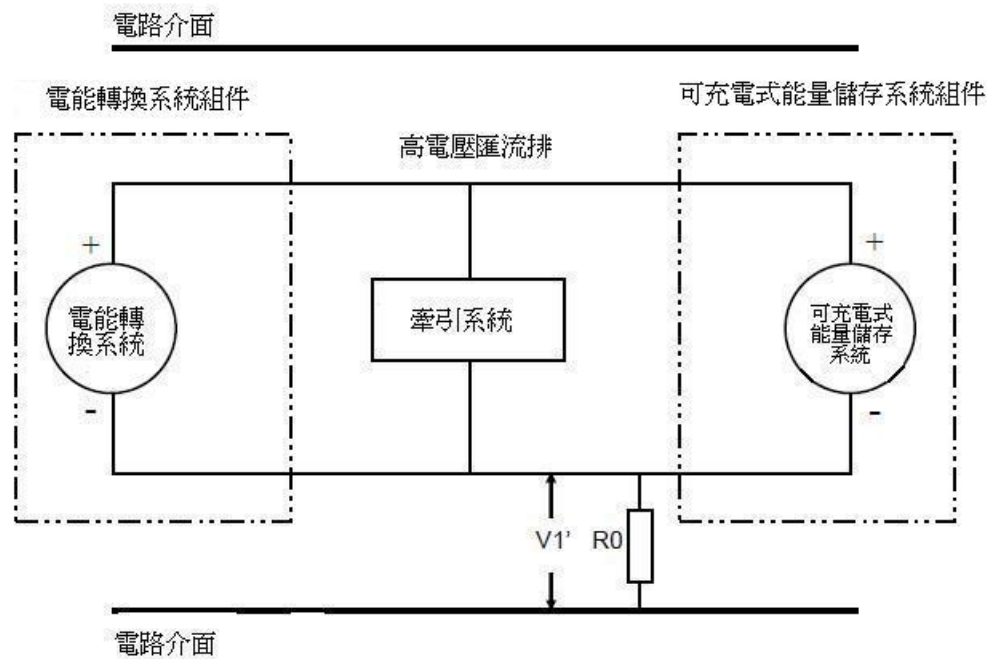 電路介面
電能轉換系統組件
可充電式能量儲存系統組件
高電壓匯流排
+
+
電能轉
換系統
牽引系統
可充電式
能量儲存
系統
-
-
V1' R0
電路介面